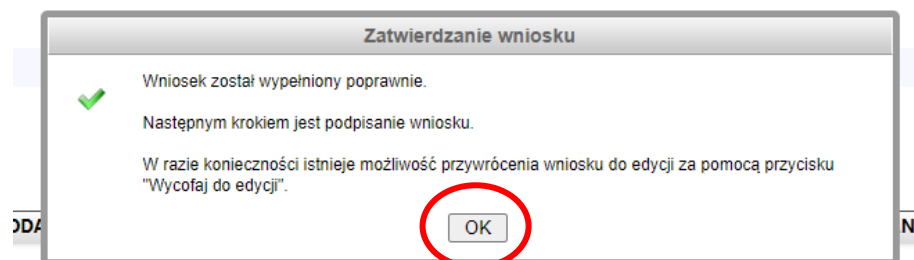 Zatwierdzanie wniosku
Wniosek został wypełniony poprawnie.
Następnym krokiem jest podpisanie wniosku.
W razie konieczności istnieje możliwość przywrócenia wniosku do edycji za pomocą przycisku
"Wycofaj do edycji".
OK